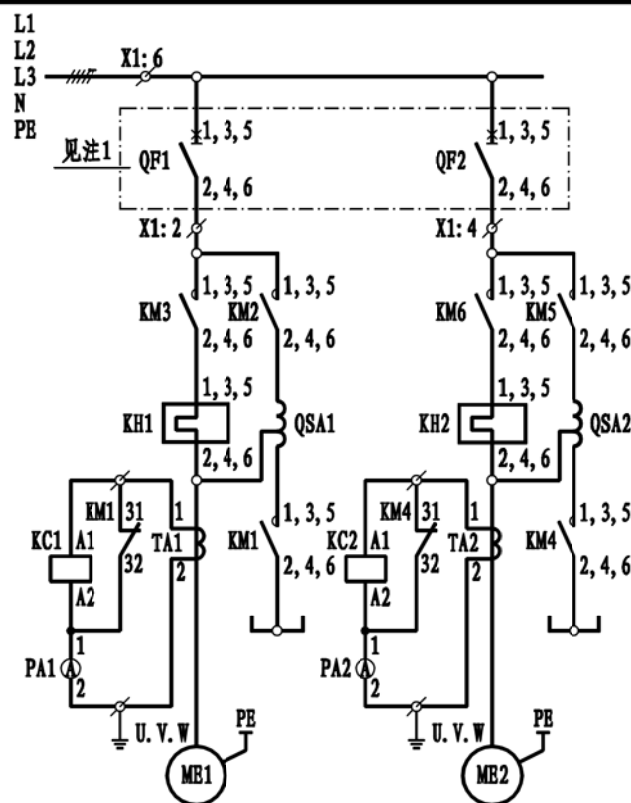 L1
L2
L3
N
PE
X1: 6
见注1
QF1
1, 3, 5
2, 4, 6
QF2
1, 3, 5
2, 4, 6
X1: 2
X1: 4
KM3
1, 3, 5
2, 4, 6
KM2
1, 3, 5
2, 4, 6
KM6
1, 3, 5
2, 4, 6
KM5
1, 3, 5
2, 4, 6
KH1
1, 3, 5
2, 4, 6
QSA1
KH2
1, 3, 5
2, 4, 6
QSA2
KC1
A1
A2
KM1
31
32
TA1
1
2
KM1
1, 3, 5
2, 4, 6
KC2
A1
A2
KM4
31
32
TA2
1
2
KM4
1, 3, 5
2, 4, 6
PA1
A
1
2
PA2
A
1
2
U. V. W
PE
ME1
U. V. W
PE
ME2